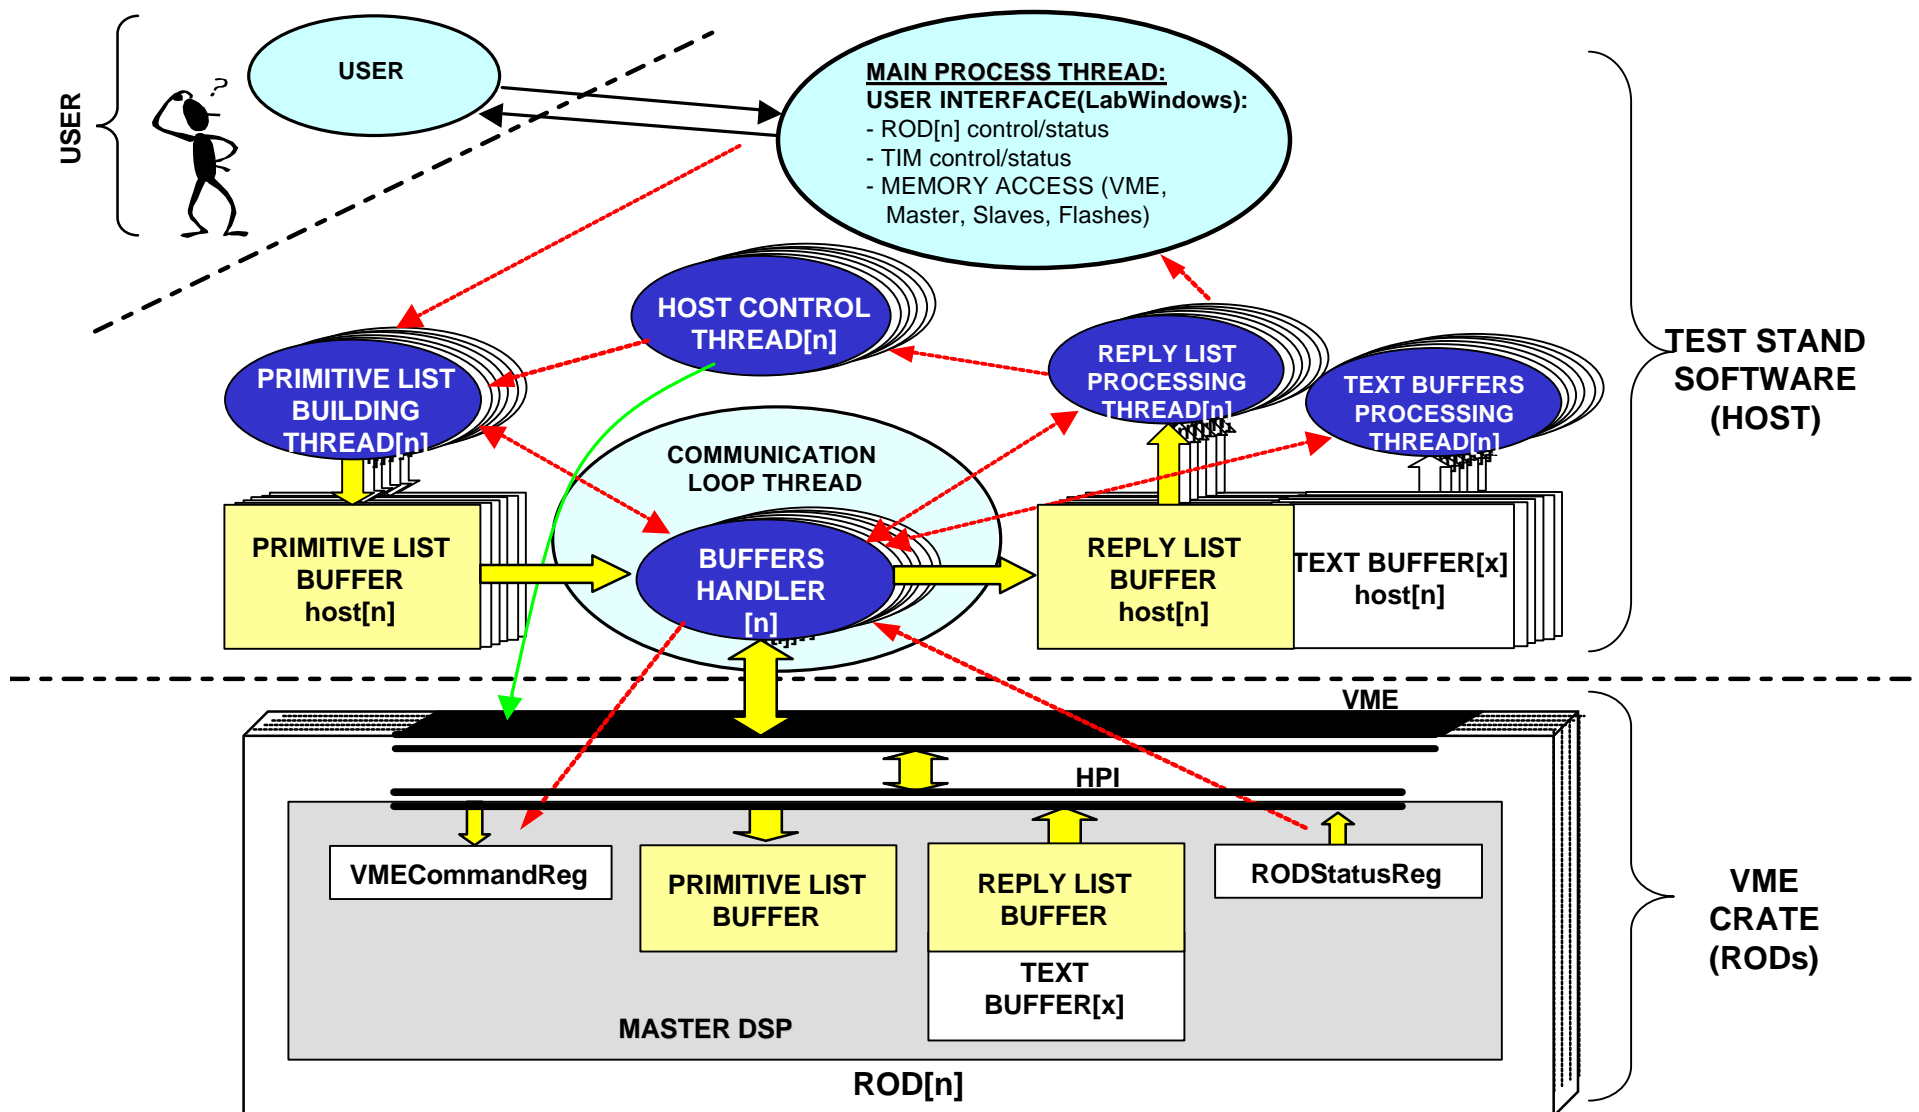 USER
USER
?
MAIN PROCESS THREAD:
USER INTERFACE(LabWindows):
- ROD[n] control/status
- TIM control/status
- MEMORY ACCESS (VME,
Master, Slaves, Flashes)
HOST CONTROL
THREAD[n]
PRIMITIVE LIST
BUILDING
THREAD[n]
REPLY LIST
PROCESSING
THREAD[n]
TEXT BUFFERS
PROCESSING
THREAD[n]
TEST STAND
SOFTWARE
(HOST)
COMMUNICATION
LOOP THREAD
PRIMITIVE LIST
BUFFER
host[n]
BUFFERS
HANDLER
[n]
REPLY LIST
BUFFER
host[n]
TEXT BUFFER[x]
host[n]
VME
HPI
VMECommandReg
PRIMITIVE LIST
BUFFER
REPLY LIST
BUFFER
RODStatusReg
TEXT
BUFFER[x]
MASTER DSP
ROD[n]
VME
CRATE
(RODs)